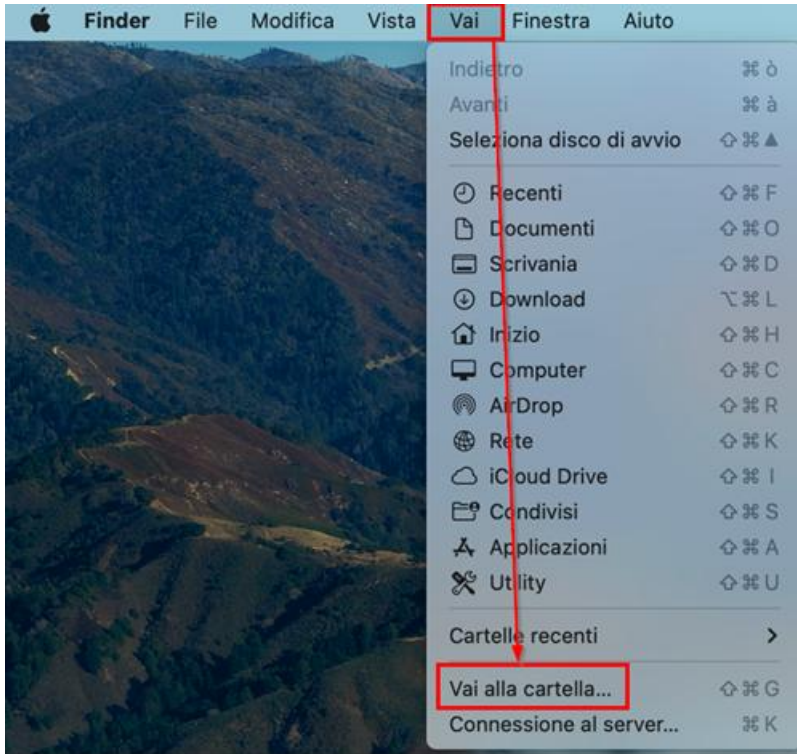 Finder File Modifica Vista Vai Finestra Aiuto
Indietro ⌘ ò
Avanti ⌘ à
Seleziona disco di avvio ⇧ ⌘ ▲
Recenti ⇧ ⌘ F
Documenti ⇧ ⌘ O
Scrivania ⇧ ⌘ D
Download ⌥ ⌘ L
Inizio ⇧ ⌘ H
Computer ⇧ ⌘ C
AirDrop ⇧ ⌘ R
Rete ⇧ ⌘ K
iCloud Drive ⇧ ⌘ I
Condivisi ⇧ ⌘ S
Applicazioni ⇧ ⌘ A
Utility ⇧ ⌘ U
Cartelle recenti >
Vai alla cartella... ⇧ ⌘ G
Connessione al server... ⌘ K